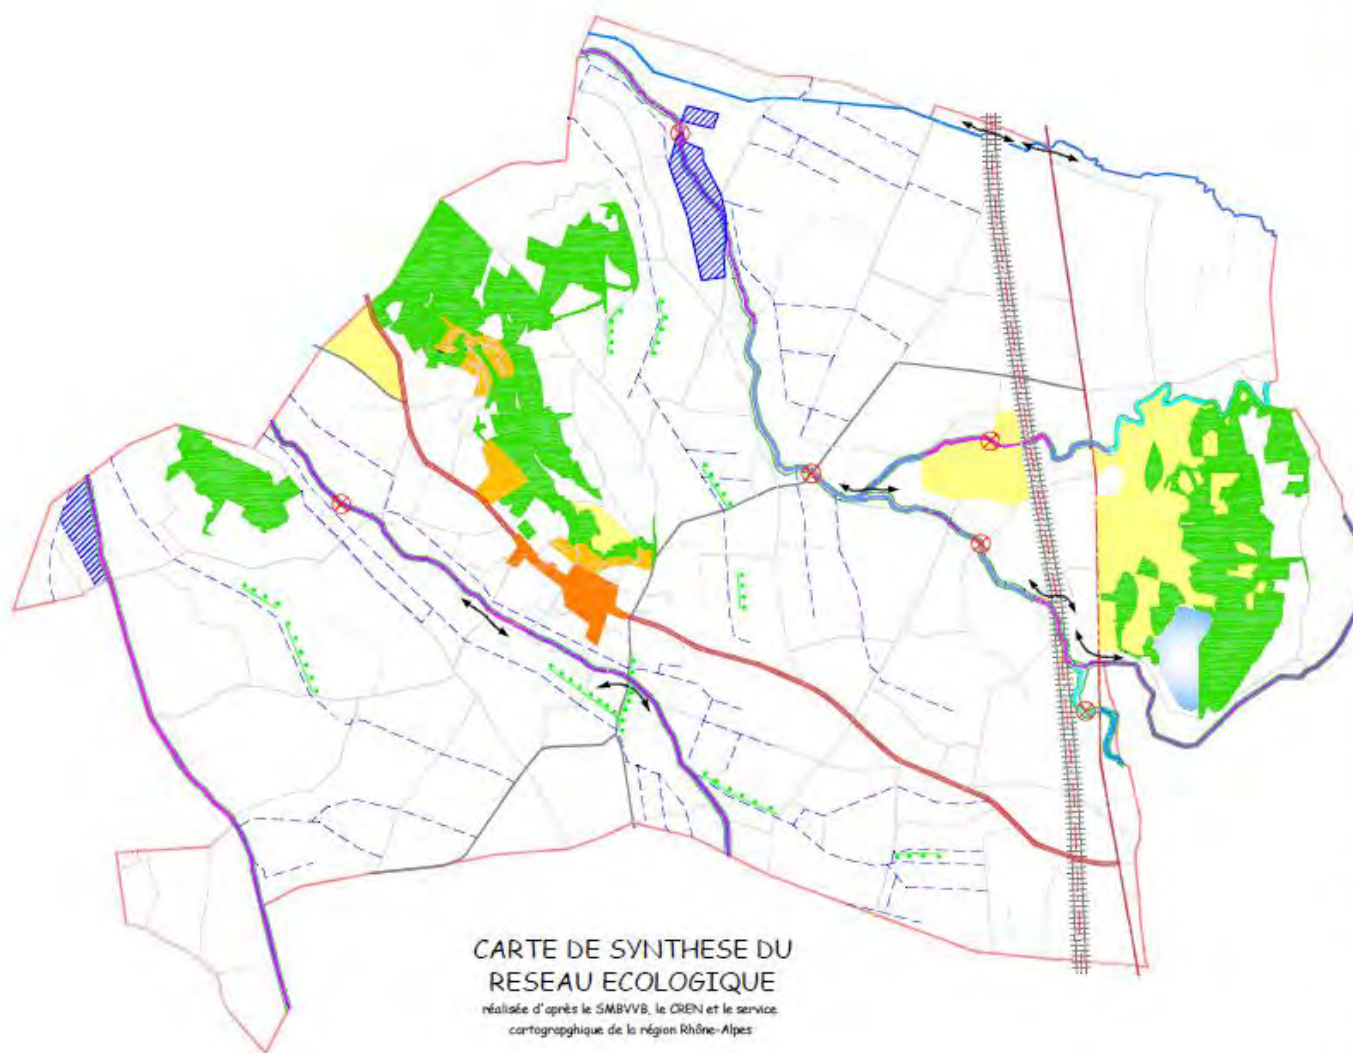 CARTE DE SYNTHESE DU
RESEAU ECOLOGIQUE
réalisée d'après le SMBVVB, le CREN et le service
cartograpghique de la région Rhône-Alpes